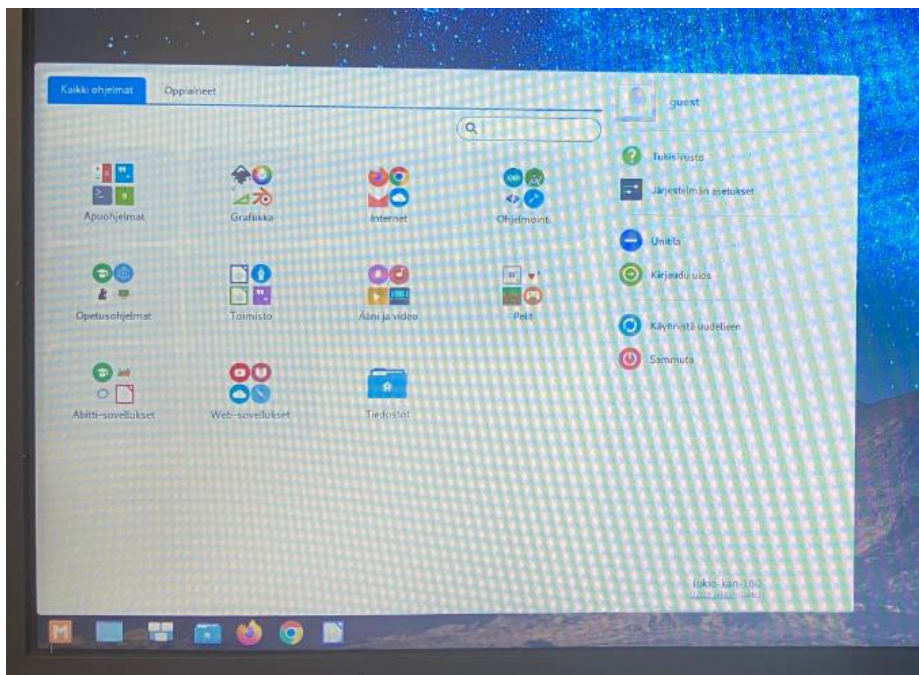 Kaikki ohjelmat
Oppiaineet
guest
Apuohjelmat
Grafiikka
Internet
Ohjelmointi
Tukisivusto
Järjestelmän asetukset
Unitila
Kirjaudu ulos
Opetusohjelmat
Toimisto
Ääni ja video
Pelit
Käynnistä uudelleen
Sammuta
Abitti-sovellukset
Web-sovellukset
Tiedostot
M